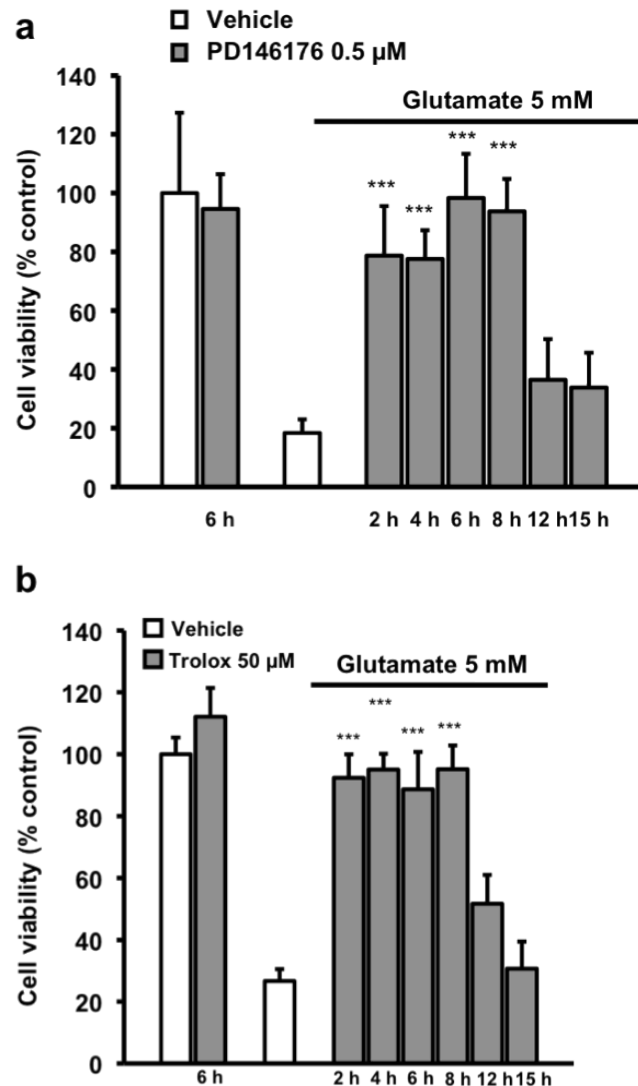 a
Vehicle
PD146176 0.5 µM
Glutamate 5 mM
Cell viability (% control)
140
120
100
80
60
40
20
0
*** *** *** ***
6 h 2 h 4 h 6 h 8 h 12 h 15 h
b
Vehicle
Trolox 50 µM
Glutamate 5 mM
Cell viability (% control)
140
120
100
80
60
40
20
0
*** *** *** ***
6 h 2 h 4 h 6 h 8 h 12 h 15 h